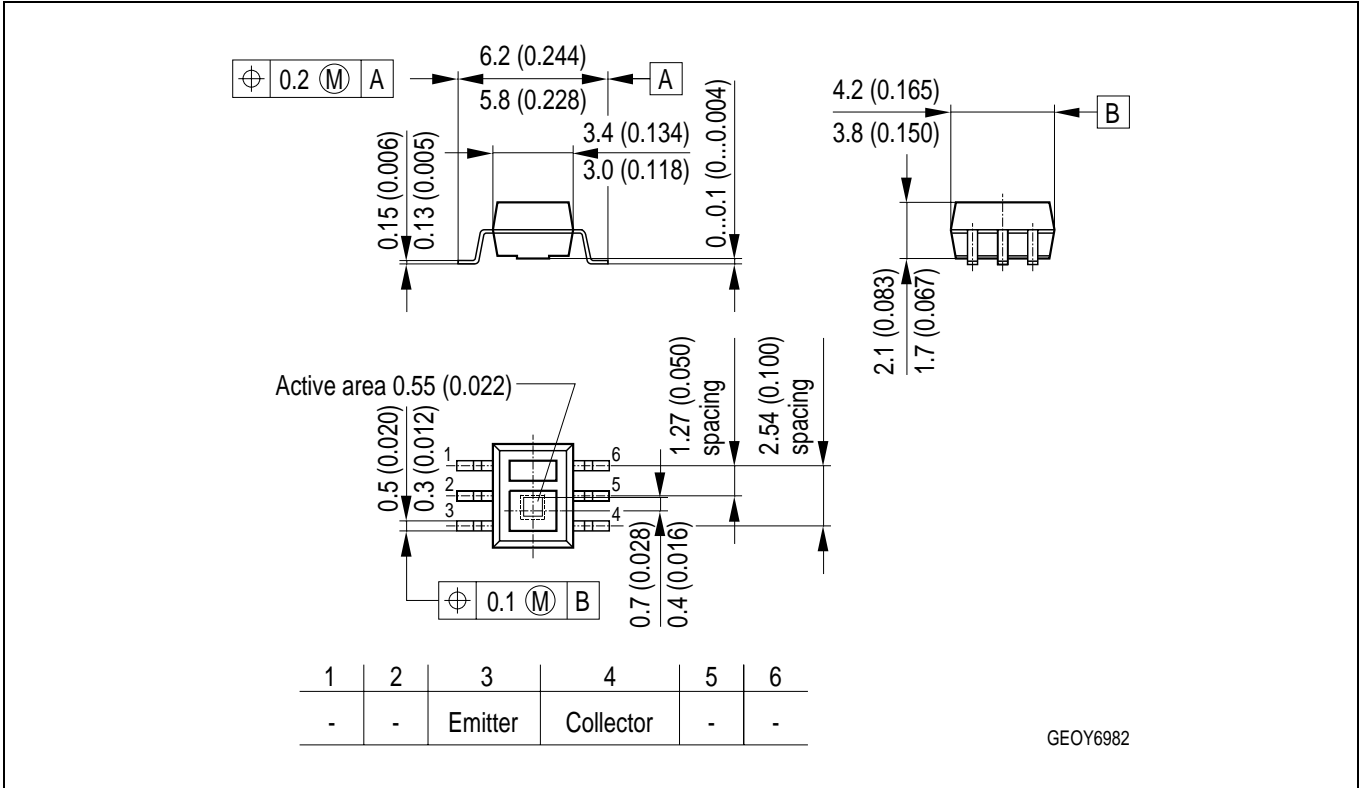 6.2 (0.244)
5.8 (0.228)
⌖ 0.2 Ⓜ A
A
3.4 (0.134)
3.0 (0.118)
0.15 (0.006)
0.13 (0.005)
0...0.1 (0...0.004)
4.2 (0.165)
3.8 (0.150)
B
2.1 (0.083)
1.7 (0.067)
Active area 0.55 (0.022)
0.5 (0.020)
0.3 (0.012)
1
2
3
6
5
4
1.27 (0.050)
spacing
2.54 (0.100)
spacing
0.7 (0.028)
0.4 (0.016)
⌖ 0.1 Ⓜ B
1 2 3 4 5 6
- - Emitter Collector - -
GEOY6982